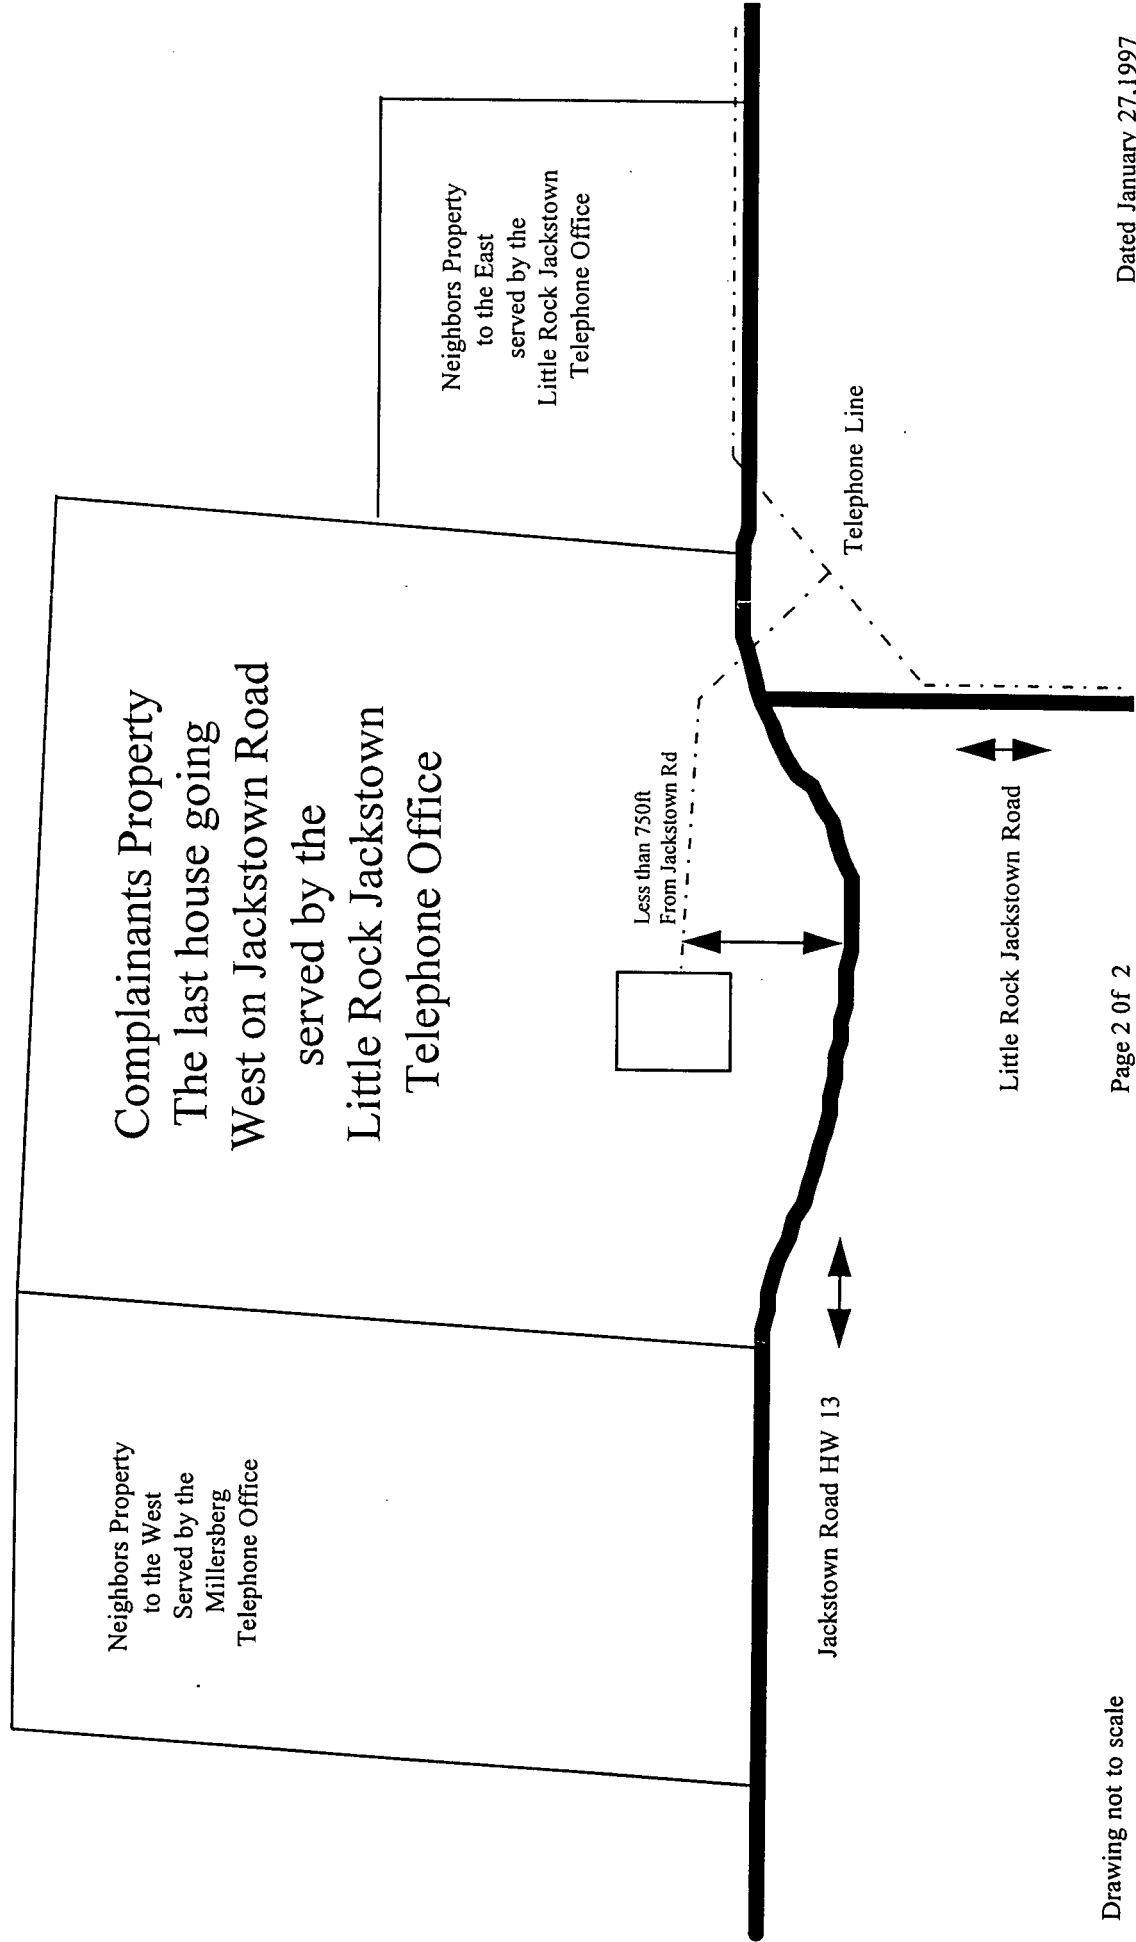 Neighbors Property
to the West
Served by the
Millersberg
Telephone Office
Complainants Property
The last house going
West on Jackstown Road
served by the
Little Rock Jackstown
Telephone Office
Neighbors Property
to the East
served by the
Little Rock Jackstown
Telephone Office
Less than 750ft
From Jackstown Rd
Telephone Line
Jackstown Road HW 13
Little Rock Jackstown Road
Drawing not to scale
Page 2 Of 2
Dated January 27,1997